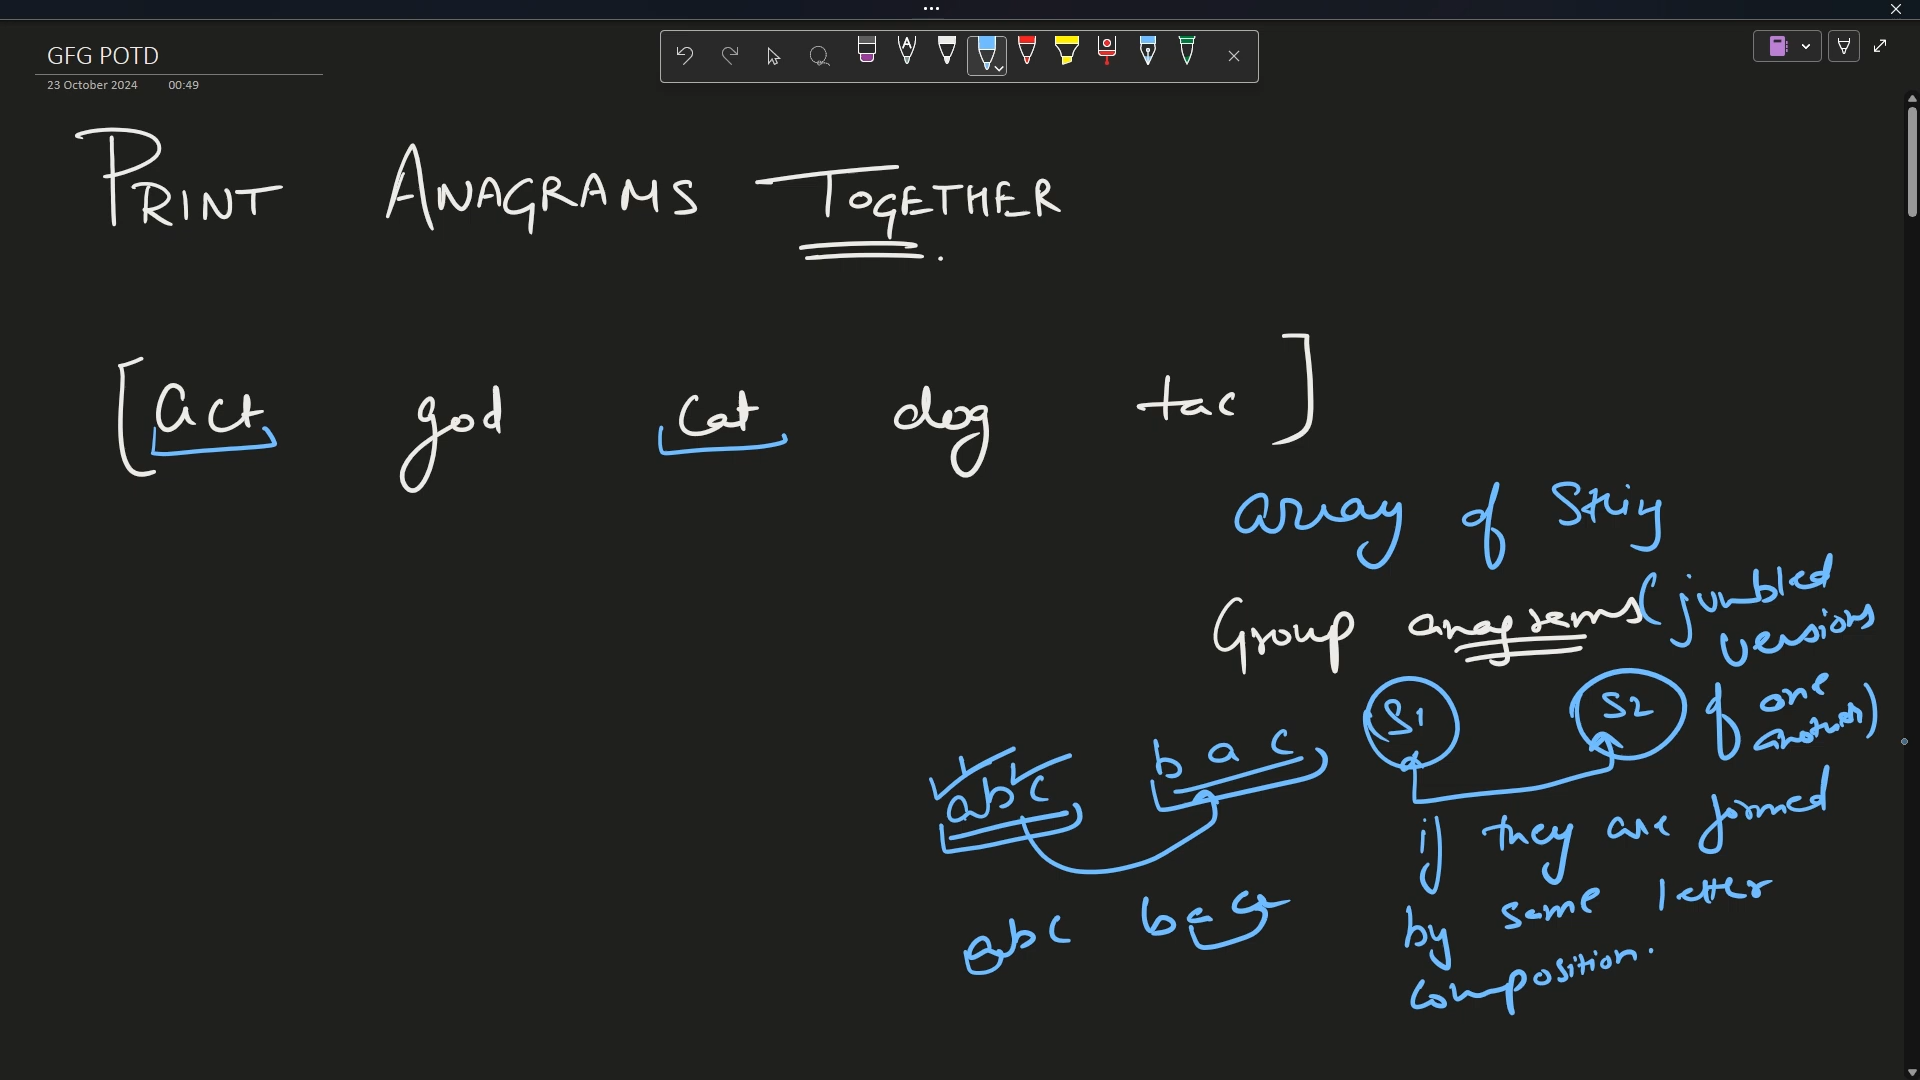 GFG POTD
23 October 2024 00:49
PRINT ANAGRAMS TOGETHER
[act god cat dog tac]
array of String
Group anagrams (jumbled
versions
of one
another)
S1 S2
abc bac
if they are formed
by same letter
composition.
abc